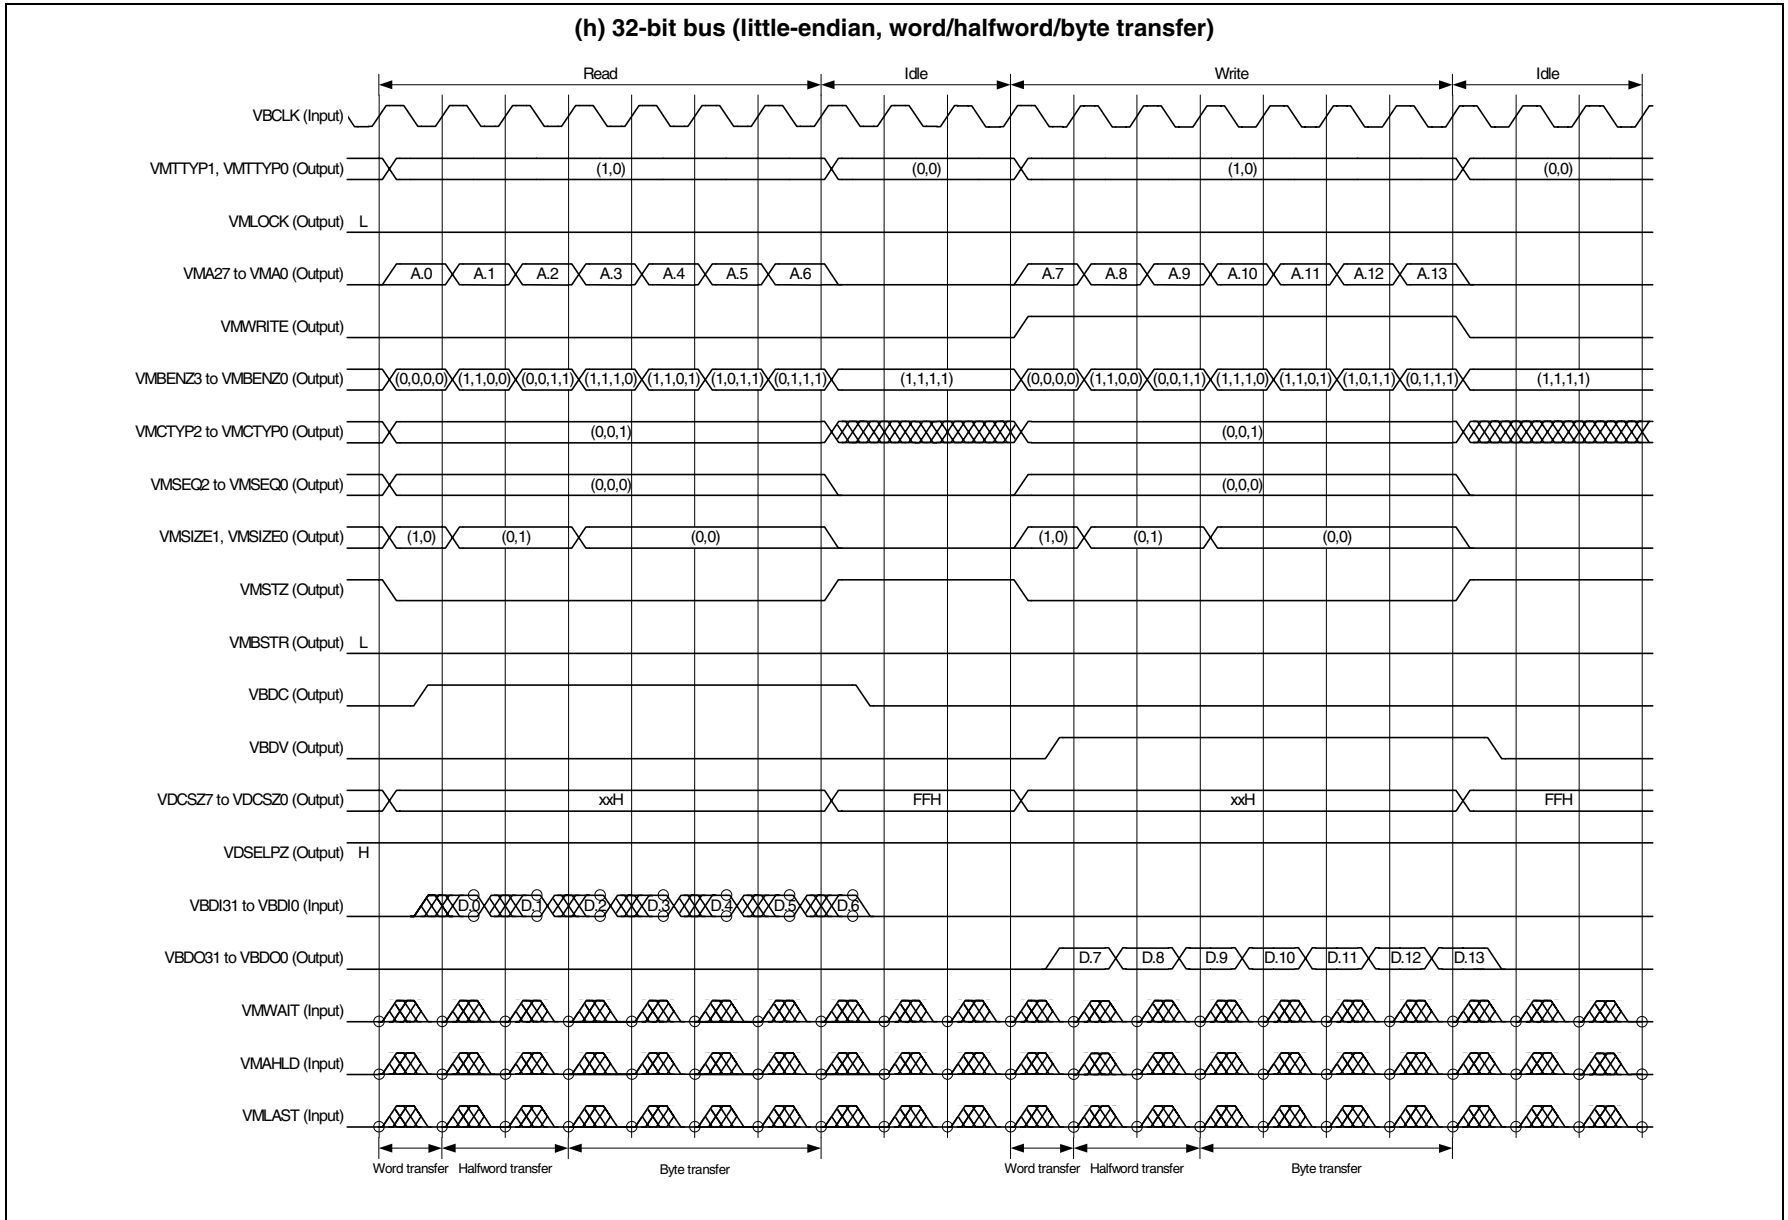 (h) 32-bit bus (little-endian, word/halfword/byte transfer)
Read Idle Write Idle
VBCLK (Input)
VMTTYP1, VMTTYP0 (Output) (1,0) (0,0) (1,0) (0,0)
VMLOCK (Output) L
VMA27 to VMA0 (Output) A.0 A.1 A.2 A.3 A.4 A.5 A.6 A.7 A.8 A.9 A.10 A.11 A.12 A.13
VMWRITE (Output)
VMBENZ3 to VMBENZ0 (Output) (0,0,0,0) (1,1,0,0) (0,0,1,1) (1,1,1,0) (1,1,0,1) (1,0,1,1) (0,1,1,1) (1,1,1,1) (0,0,0,0) (1,1,0,0) (0,0,1,1) (1,1,1,0) (1,1,0,1) (1,0,1,1) (0,1,1,1) (1,1,1,1)
VMCTYP2 to VMCTYP0 (Output) (0,0,1) (0,0,1)
VMSEQ2 to VMSEQ0 (Output) (0,0,0) (0,0,0)
VMSIZE1, VMSIZE0 (Output) (1,0) (0,1) (0,0) (1,0) (0,1) (0,0)
VMSTZ (Output)
VMBSTR (Output) L
VBDC (Output)
VBDV (Output)
VDCSZ7 to VDCSZ0 (Output) xxH FFH xxH FFH
VDSELPZ (Output) H
VBDI31 to VBDI0 (Input) D.0 D.1 D.2 D.3 D.4 D.5 D.6
VBDO31 to VBDO0 (Output) D.7 D.8 D.9 D.10 D.11 D.12 D.13
VMWAIT (Input)
VMAHLD (Input)
VMLAST (Input)
Word transfer Halfword transfer Byte transfer Word transfer Halfword transfer Byte transfer